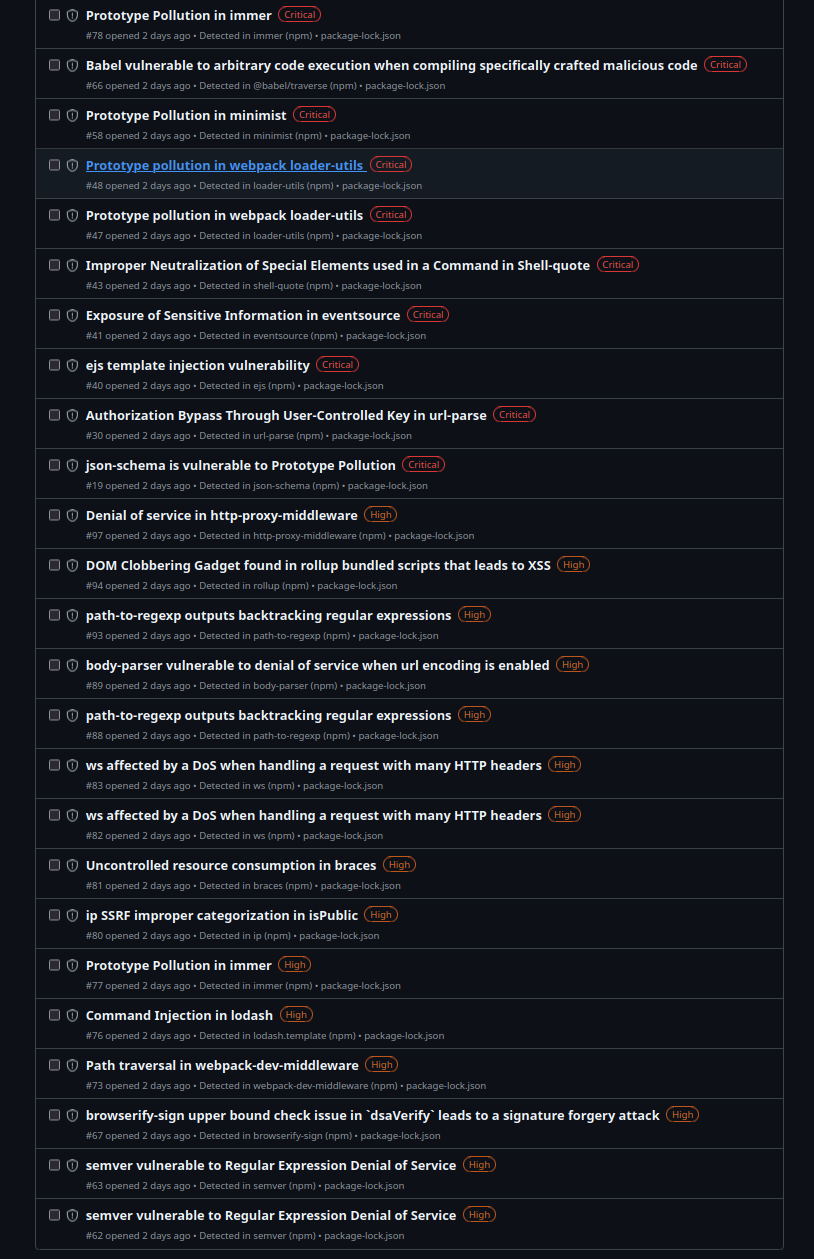 Prototype Pollution in immer Critical
#78 opened 2 days ago • Detected in immer (npm) • package-lock.json
Babel vulnerable to arbitrary code execution when compiling specifically crafted malicious code Critical
#66 opened 2 days ago • Detected in @babel/traverse (npm) • package-lock.json
Prototype Pollution in minimist Critical
#58 opened 2 days ago • Detected in minimist (npm) • package-lock.json
Prototype pollution in webpack loader-utils Critical
#48 opened 2 days ago • Detected in loader-utils (npm) • package-lock.json
Prototype pollution in webpack loader-utils Critical
#47 opened 2 days ago • Detected in loader-utils (npm) • package-lock.json
Improper Neutralization of Special Elements used in a Command in Shell-quote Critical
#43 opened 2 days ago • Detected in shell-quote (npm) • package-lock.json
Exposure of Sensitive Information in eventsource Critical
#41 opened 2 days ago • Detected in eventsource (npm) • package-lock.json
ejs template injection vulnerability Critical
#40 opened 2 days ago • Detected in ejs (npm) • package-lock.json
Authorization Bypass Through User-Controlled Key in url-parse Critical
#30 opened 2 days ago • Detected in url-parse (npm) • package-lock.json
json-schema is vulnerable to Prototype Pollution Critical
#19 opened 2 days ago • Detected in json-schema (npm) • package-lock.json
Denial of service in http-proxy-middleware High
#97 opened 2 days ago • Detected in http-proxy-middleware (npm) • package-lock.json
DOM Clobbering Gadget found in rollup bundled scripts that leads to XSS High
#94 opened 2 days ago • Detected in rollup (npm) • package-lock.json
path-to-regexp outputs backtracking regular expressions High
#93 opened 2 days ago • Detected in path-to-regexp (npm) • package-lock.json
body-parser vulnerable to denial of service when url encoding is enabled High
#89 opened 2 days ago • Detected in body-parser (npm) • package-lock.json
path-to-regexp outputs backtracking regular expressions High
#88 opened 2 days ago • Detected in path-to-regexp (npm) • package-lock.json
ws affected by a DoS when handling a request with many HTTP headers High
#83 opened 2 days ago • Detected in ws (npm) • package-lock.json
ws affected by a DoS when handling a request with many HTTP headers High
#82 opened 2 days ago • Detected in ws (npm) • package-lock.json
Uncontrolled resource consumption in braces High
#81 opened 2 days ago • Detected in braces (npm) • package-lock.json
ip SSRF improper categorization in isPublic High
#80 opened 2 days ago • Detected in ip (npm) • package-lock.json
Prototype Pollution in immer High
#77 opened 2 days ago • Detected in immer (npm) • package-lock.json
Command Injection in lodash High
#76 opened 2 days ago • Detected in lodash.template (npm) • package-lock.json
Path traversal in webpack-dev-middleware High
#73 opened 2 days ago • Detected in webpack-dev-middleware (npm) • package-lock.json
browserify-sign upper bound check issue in `dsaVerify` leads to a signature forgery attack High
#67 opened 2 days ago • Detected in browserify-sign (npm) • package-lock.json
semver vulnerable to Regular Expression Denial of Service High
#63 opened 2 days ago • Detected in semver (npm) • package-lock.json
semver vulnerable to Regular Expression Denial of Service High
#62 opened 2 days ago • Detected in semver (npm) • package-lock.json